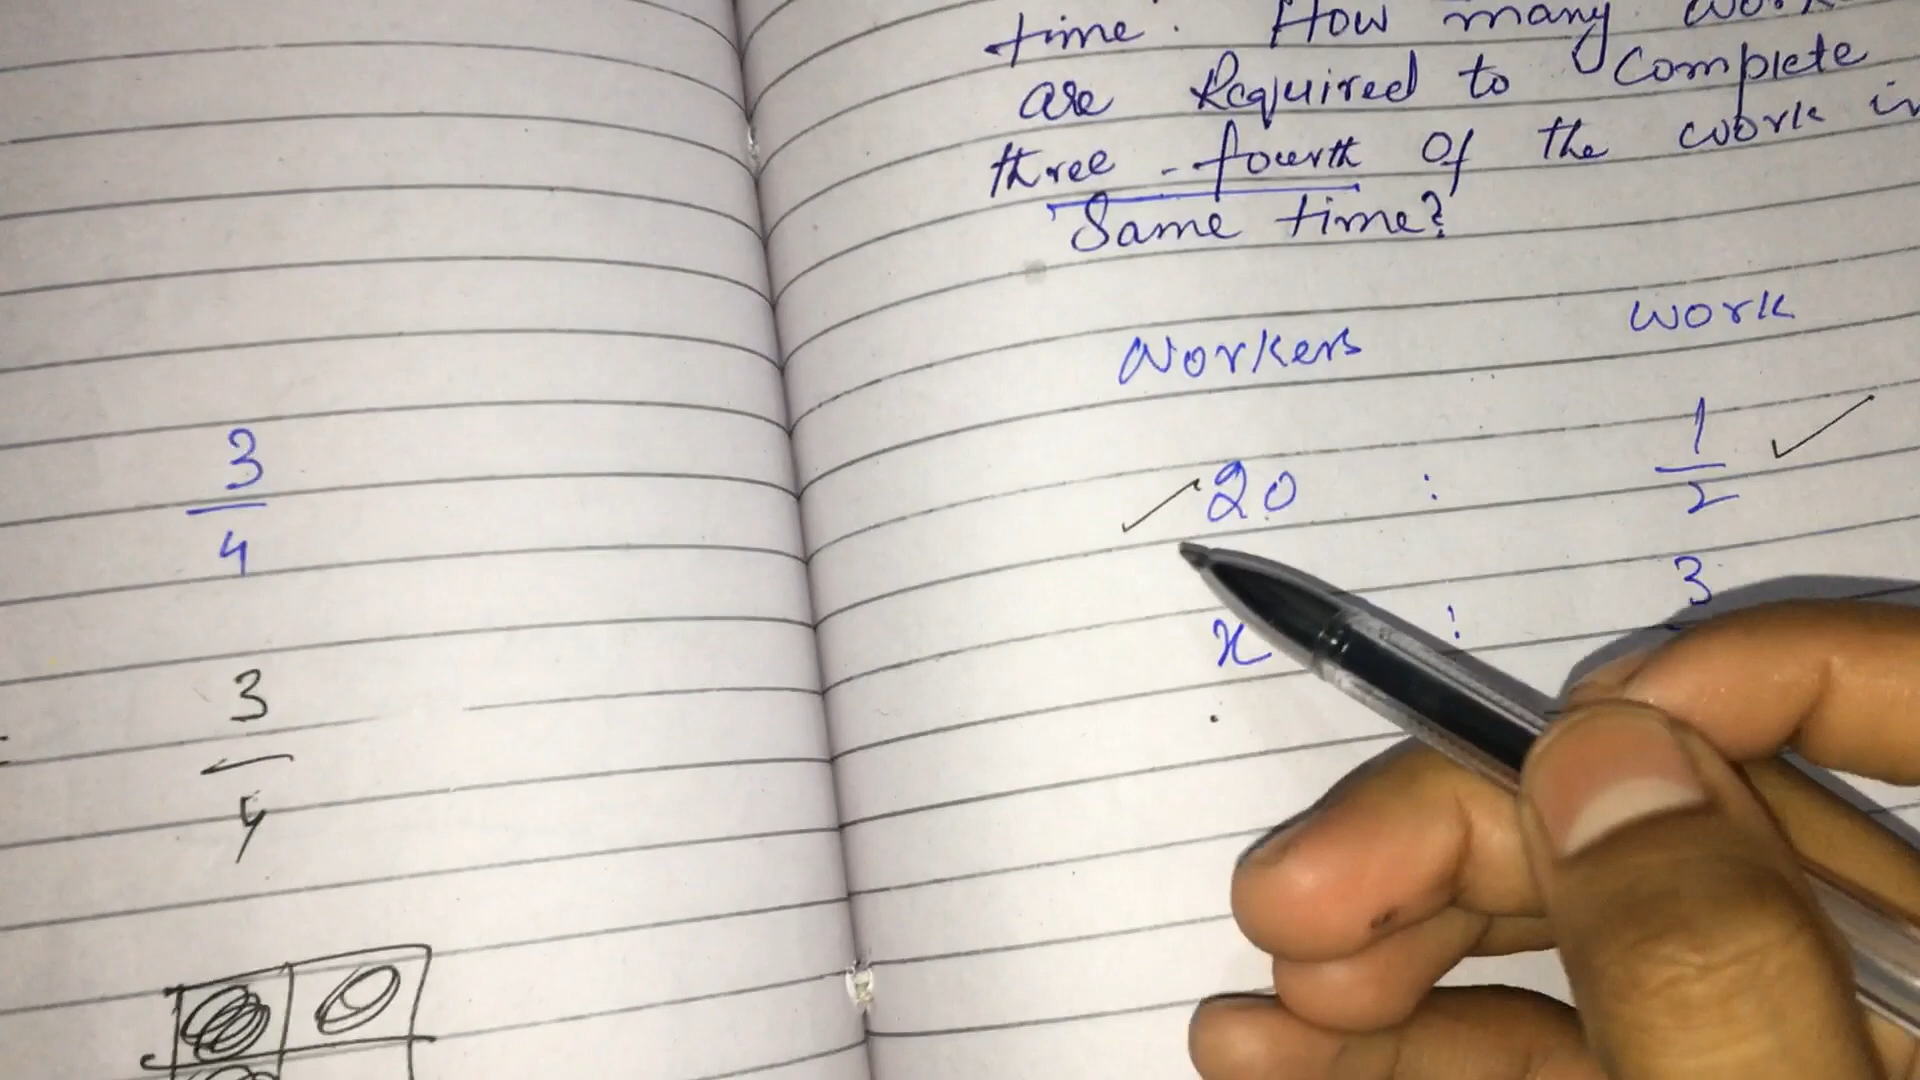 3
4
3
4
time. How many
are Required to Complete
three-fourth of the work in
Same time?
Workers work
20 : 1/2
x : 3